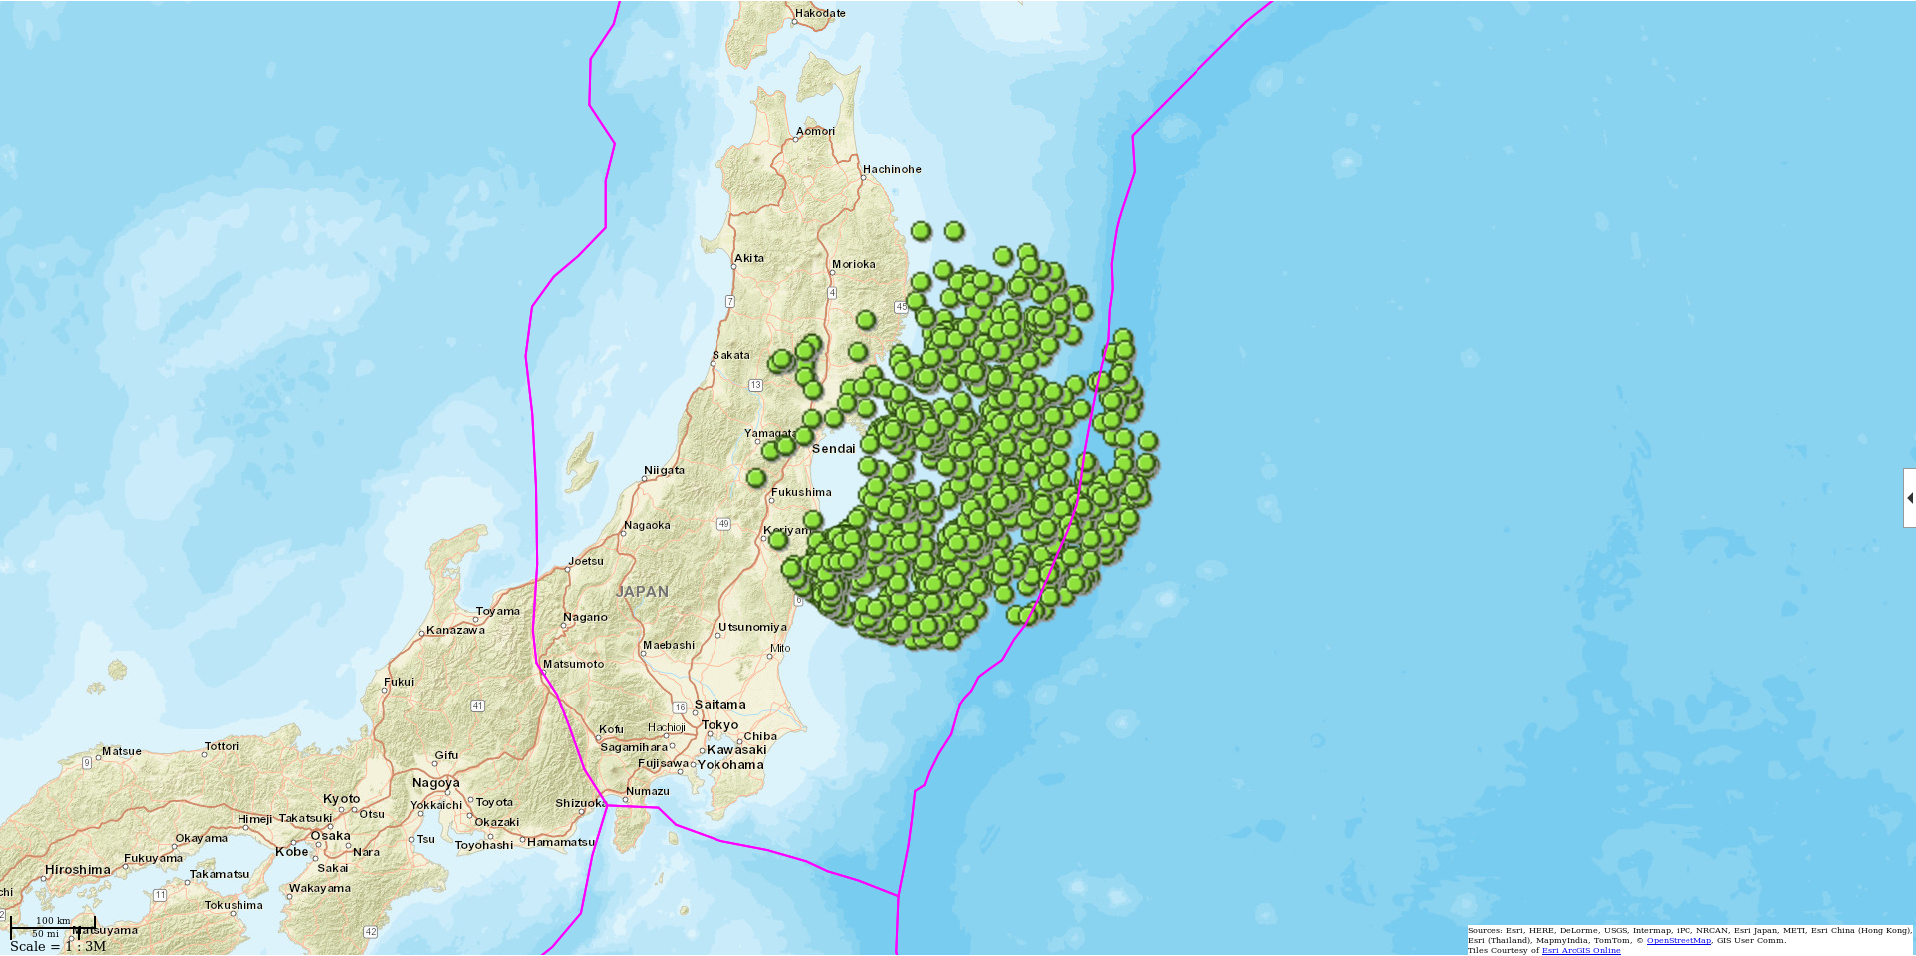 Hakodate
Aomori
Hachinohe
Akita
Morioka
7
4
45
Sakata
13
Yamagata
Sendai
Niigata
Fukushima
Nagaoka
49
Koriyam
Joetsu
JAPAN
6
Toyama
Nagano
Kanazawa
Utsunomiya
Maebashi
Mito
Matsumoto
Fukui
41
16
Saitama
Kofu
Hachioji
Tokyo
Chiba
Matsue
Tottori
Sagamihara
Kawasaki
9
Gifu
Fujisawa
Yokohama
Nagoya
Numazu
Kyoto
Yokkaichi
Toyota
Shizuoka
Himeji
Takatsuki
Otsu
Okazaki
Okayama
Osaka
Tsu
Toyohashi
Hamamatsu
Kobe
Nara
Fukuyama
Sakai
Hiroshima
Takamatsu
chi
11
Wakayama
Tokushima
2
100 km
50 mi
Matsuyama
42
Scale = 1 : 3M
Sources: Esri, HERE, DeLorme, USGS, Intermap, iPC, NRCAN, Esri Japan, METI, Esri China (Hong Kong),
Esri (Thailand), MapmyIndia, TomTom, © OpenStreetMap, GIS User Comm.
Tiles Courtesy of Esri ArcGIS Online